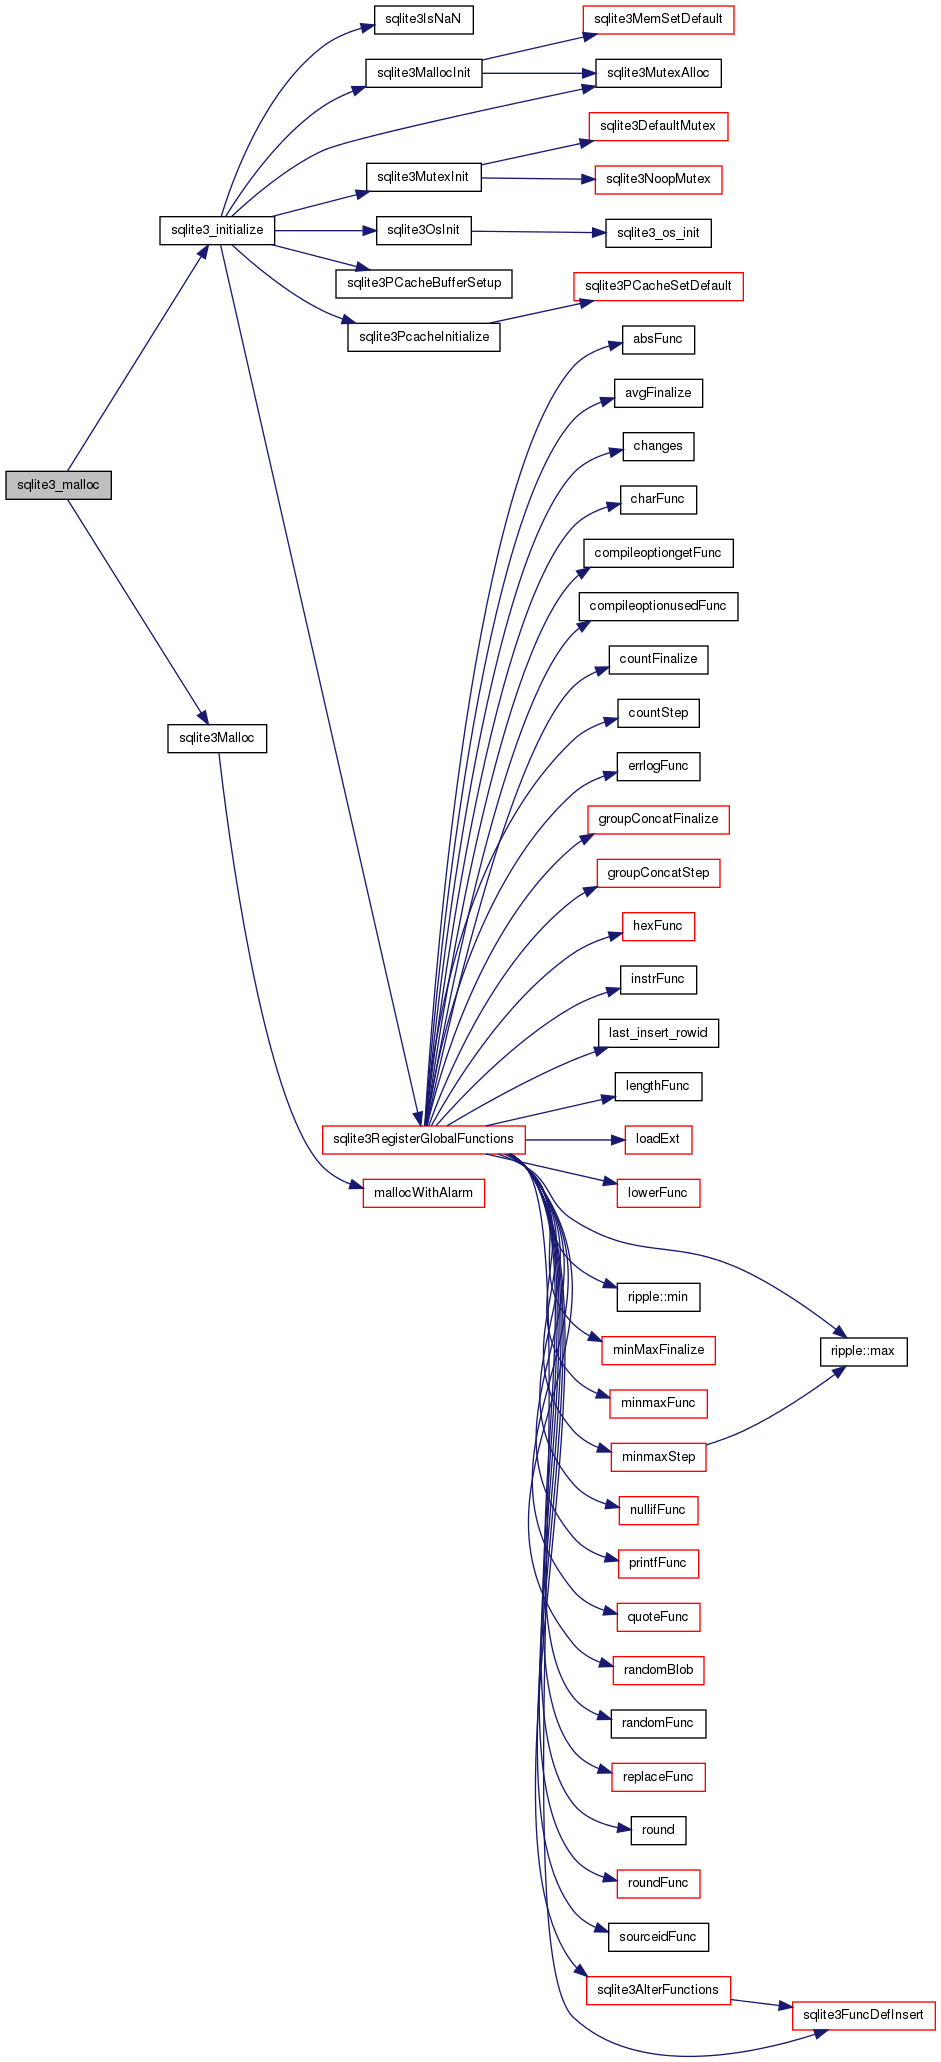 sqlite3IsNaN
sqlite3MemSetDefault
sqlite3MallocInit
sqlite3MutexAlloc
sqlite3DefaultMutex
sqlite3MutexInit
sqlite3NoopMutex
sqlite3_initialize
sqlite3OsInit
sqlite3_os_init
sqlite3PCacheBufferSetup
sqlite3PCacheSetDefault
sqlite3PcacheInitialize
absFunc
avgFinalize
changes
sqlite3_malloc
charFunc
compileoptiongetFunc
compileoptionusedFunc
countFinalize
countStep
sqlite3Malloc
errlogFunc
groupConcatFinalize
groupConcatStep
hexFunc
instrFunc
last_insert_rowid
lengthFunc
sqlite3RegisterGlobalFunctions
loadExt
mallocWithAlarm
lowerFunc
ripple::min
minMaxFinalize
ripple::max
minmaxFunc
minmaxStep
nullifFunc
printfFunc
quoteFunc
randomBlob
randomFunc
replaceFunc
round
roundFunc
sourceidFunc
sqlite3AlterFunctions
sqlite3FuncDefInsert